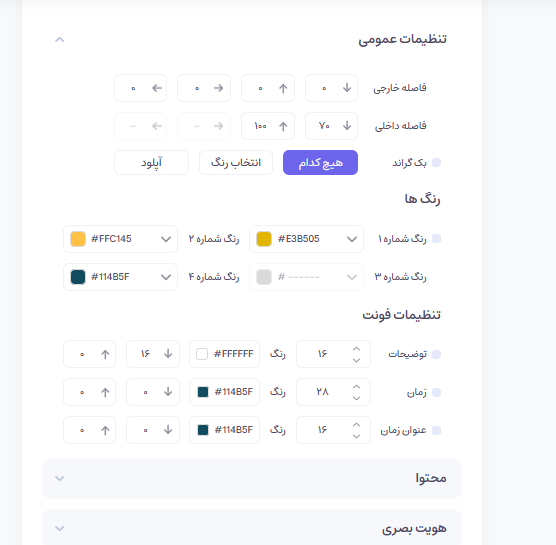 تنظیمات عمومی
فاصله خارجی ۰ ۰ ۰ ۰
فاصله داخلی ۷۰ ۱۰۰ - -
بک گراند هیچ کدام انتخاب رنگ آپلود
رنگ ها
رنگ شماره ۱ #E3B505 رنگ شماره ۲ #FFC145
رنگ شماره ۳ # ------ رنگ شماره ۴ #114B5F
تنظیمات فونت
توضیحات ۱۶ رنگ #FFFFFF ۱۶ ۰
زمان ۲۸ رنگ #114B5F ۰ ۰
عنوان زمان ۱۶ رنگ #114B5F ۰ ۰
محتوا
هویت بصری